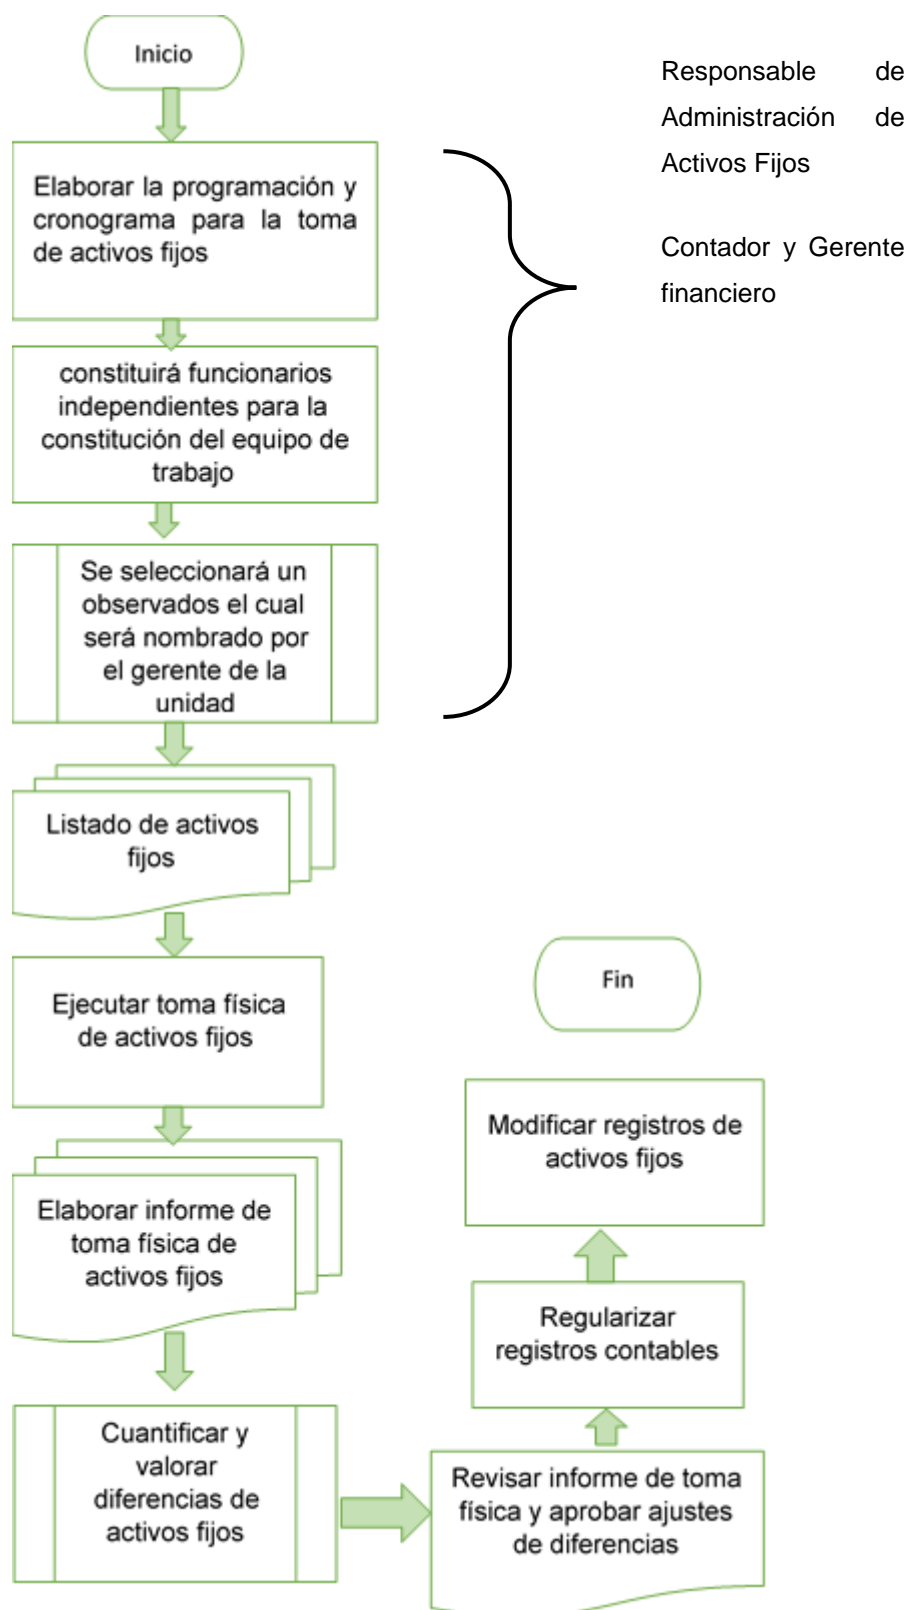 Inicio
Responsable de
Administración de
Activos Fijos
Contador y Gerente
financiero
Elaborar la programación y
cronograma para la toma
de activos fijos
constituirá funcionarios
independientes para la
constitución del equipo de
trabajo
Se seleccionará un
observados el cual
será nombrado por
el gerente de la
unidad
Listado de activos
fijos
Ejecutar toma física
de activos fijos
Elaborar informe de
toma física de
activos fijos
Cuantificar y
valorar
diferencias de
activos fijos
Revisar informe de toma
física y aprobar ajustes
de diferencias
Regularizar
registros contables
Modificar registros de
activos fijos
Fin